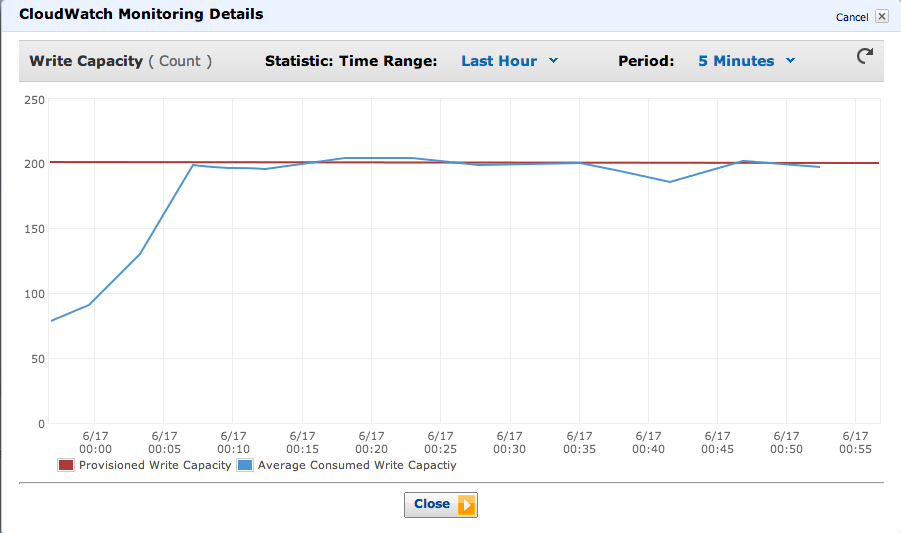 CloudWatch Monitoring Details
Cancel
Write Capacity ( Count ) Statistic: Time Range: Last Hour Period: 5 Minutes
250
200
150
100
50
0
6/17 6/17 6/17 6/17 6/17 6/17 6/17 6/17 6/17 6/17 6/17 6/17
00:00 00:05 00:10 00:15 00:20 00:25 00:30 00:35 00:40 00:45 00:50 00:55
Provisioned Write Capacity Average Consumed Write Capactiy
Close